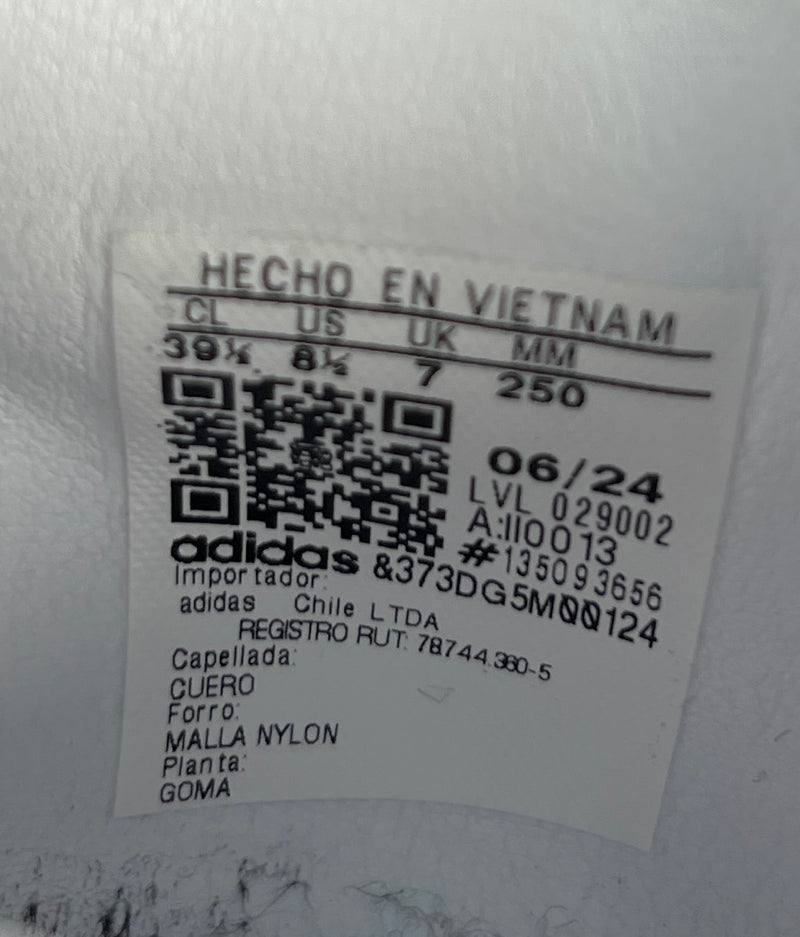 HECHO EN VIETNAM
CL US UK MM
39½ 8½ 7 250
06/24
LVL 029002
A:II0013
#135093656
adidas &373DG5M00124
Importador:
adidas Chile LTDA
REGISTRO RUT: 78744.360-5
Capellada:
CUERO
Forro:
MALLA NYLON
Planta:
GOMA